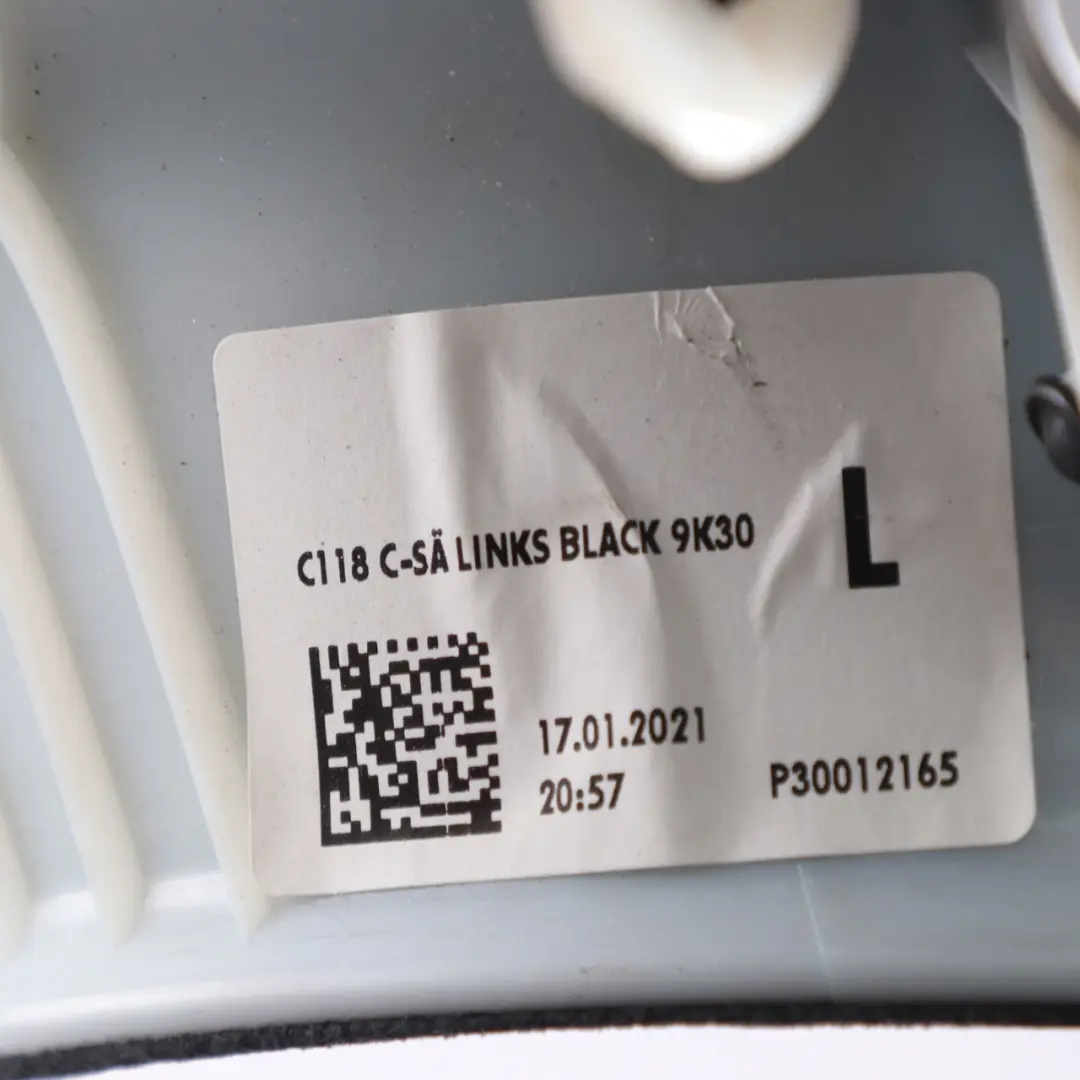 C118 C-SÄ LINKS BLACK 9K30
L
17.01.2021
20:57
P30012165